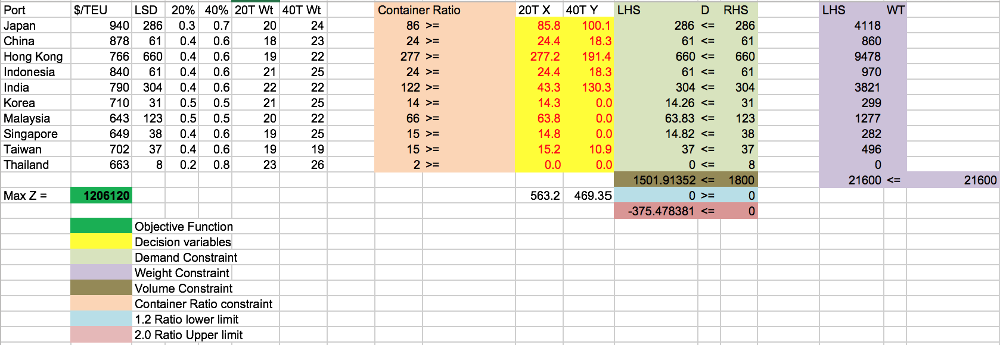 Port $/TEU LSD 20% 40% 20T Wt 40T Wt Container Ratio 20T X 40T Y LHS D RHS LHS WT
Japan 940 286 0.3 0.7 20 24 86 >= 85.8 100.1 286 <= 286 4118
China 878 61 0.4 0.6 18 23 24 >= 24.4 18.3 61 <= 61 860
Hong Kong 766 660 0.4 0.6 19 22 277 >= 277.2 191.4 660 <= 660 9478
Indonesia 840 61 0.4 0.6 21 25 24 >= 24.4 18.3 61 <= 61 970
India 790 304 0.4 0.6 22 22 122 >= 43.3 130.3 304 <= 304 3821
Korea 710 31 0.5 0.5 21 25 14 >= 14.3 0.0 14.26 <= 31 299
Malaysia 643 123 0.5 0.5 20 22 66 >= 63.8 0.0 63.83 <= 123 1277
Singapore 649 38 0.4 0.6 19 25 15 >= 14.8 0.0 14.82 <= 38 282
Taiwan 702 37 0.4 0.6 19 19 15 >= 15.2 10.9 37 <= 37 496
Thailand 663 8 0.2 0.8 23 26 2 >= 0.0 0.0 0 <= 8 0
1501.91352 <= 1800 21600 <= 21600
Max Z = 1206120 563.2 469.35 0 >= 0
-375.478381 <= 0
Objective Function
Decision variables
Demand Constraint
Weight Constraint
Volume Constraint
Container Ratio constraint
1.2 Ratio lower limit
2.0 Ratio Upper limit